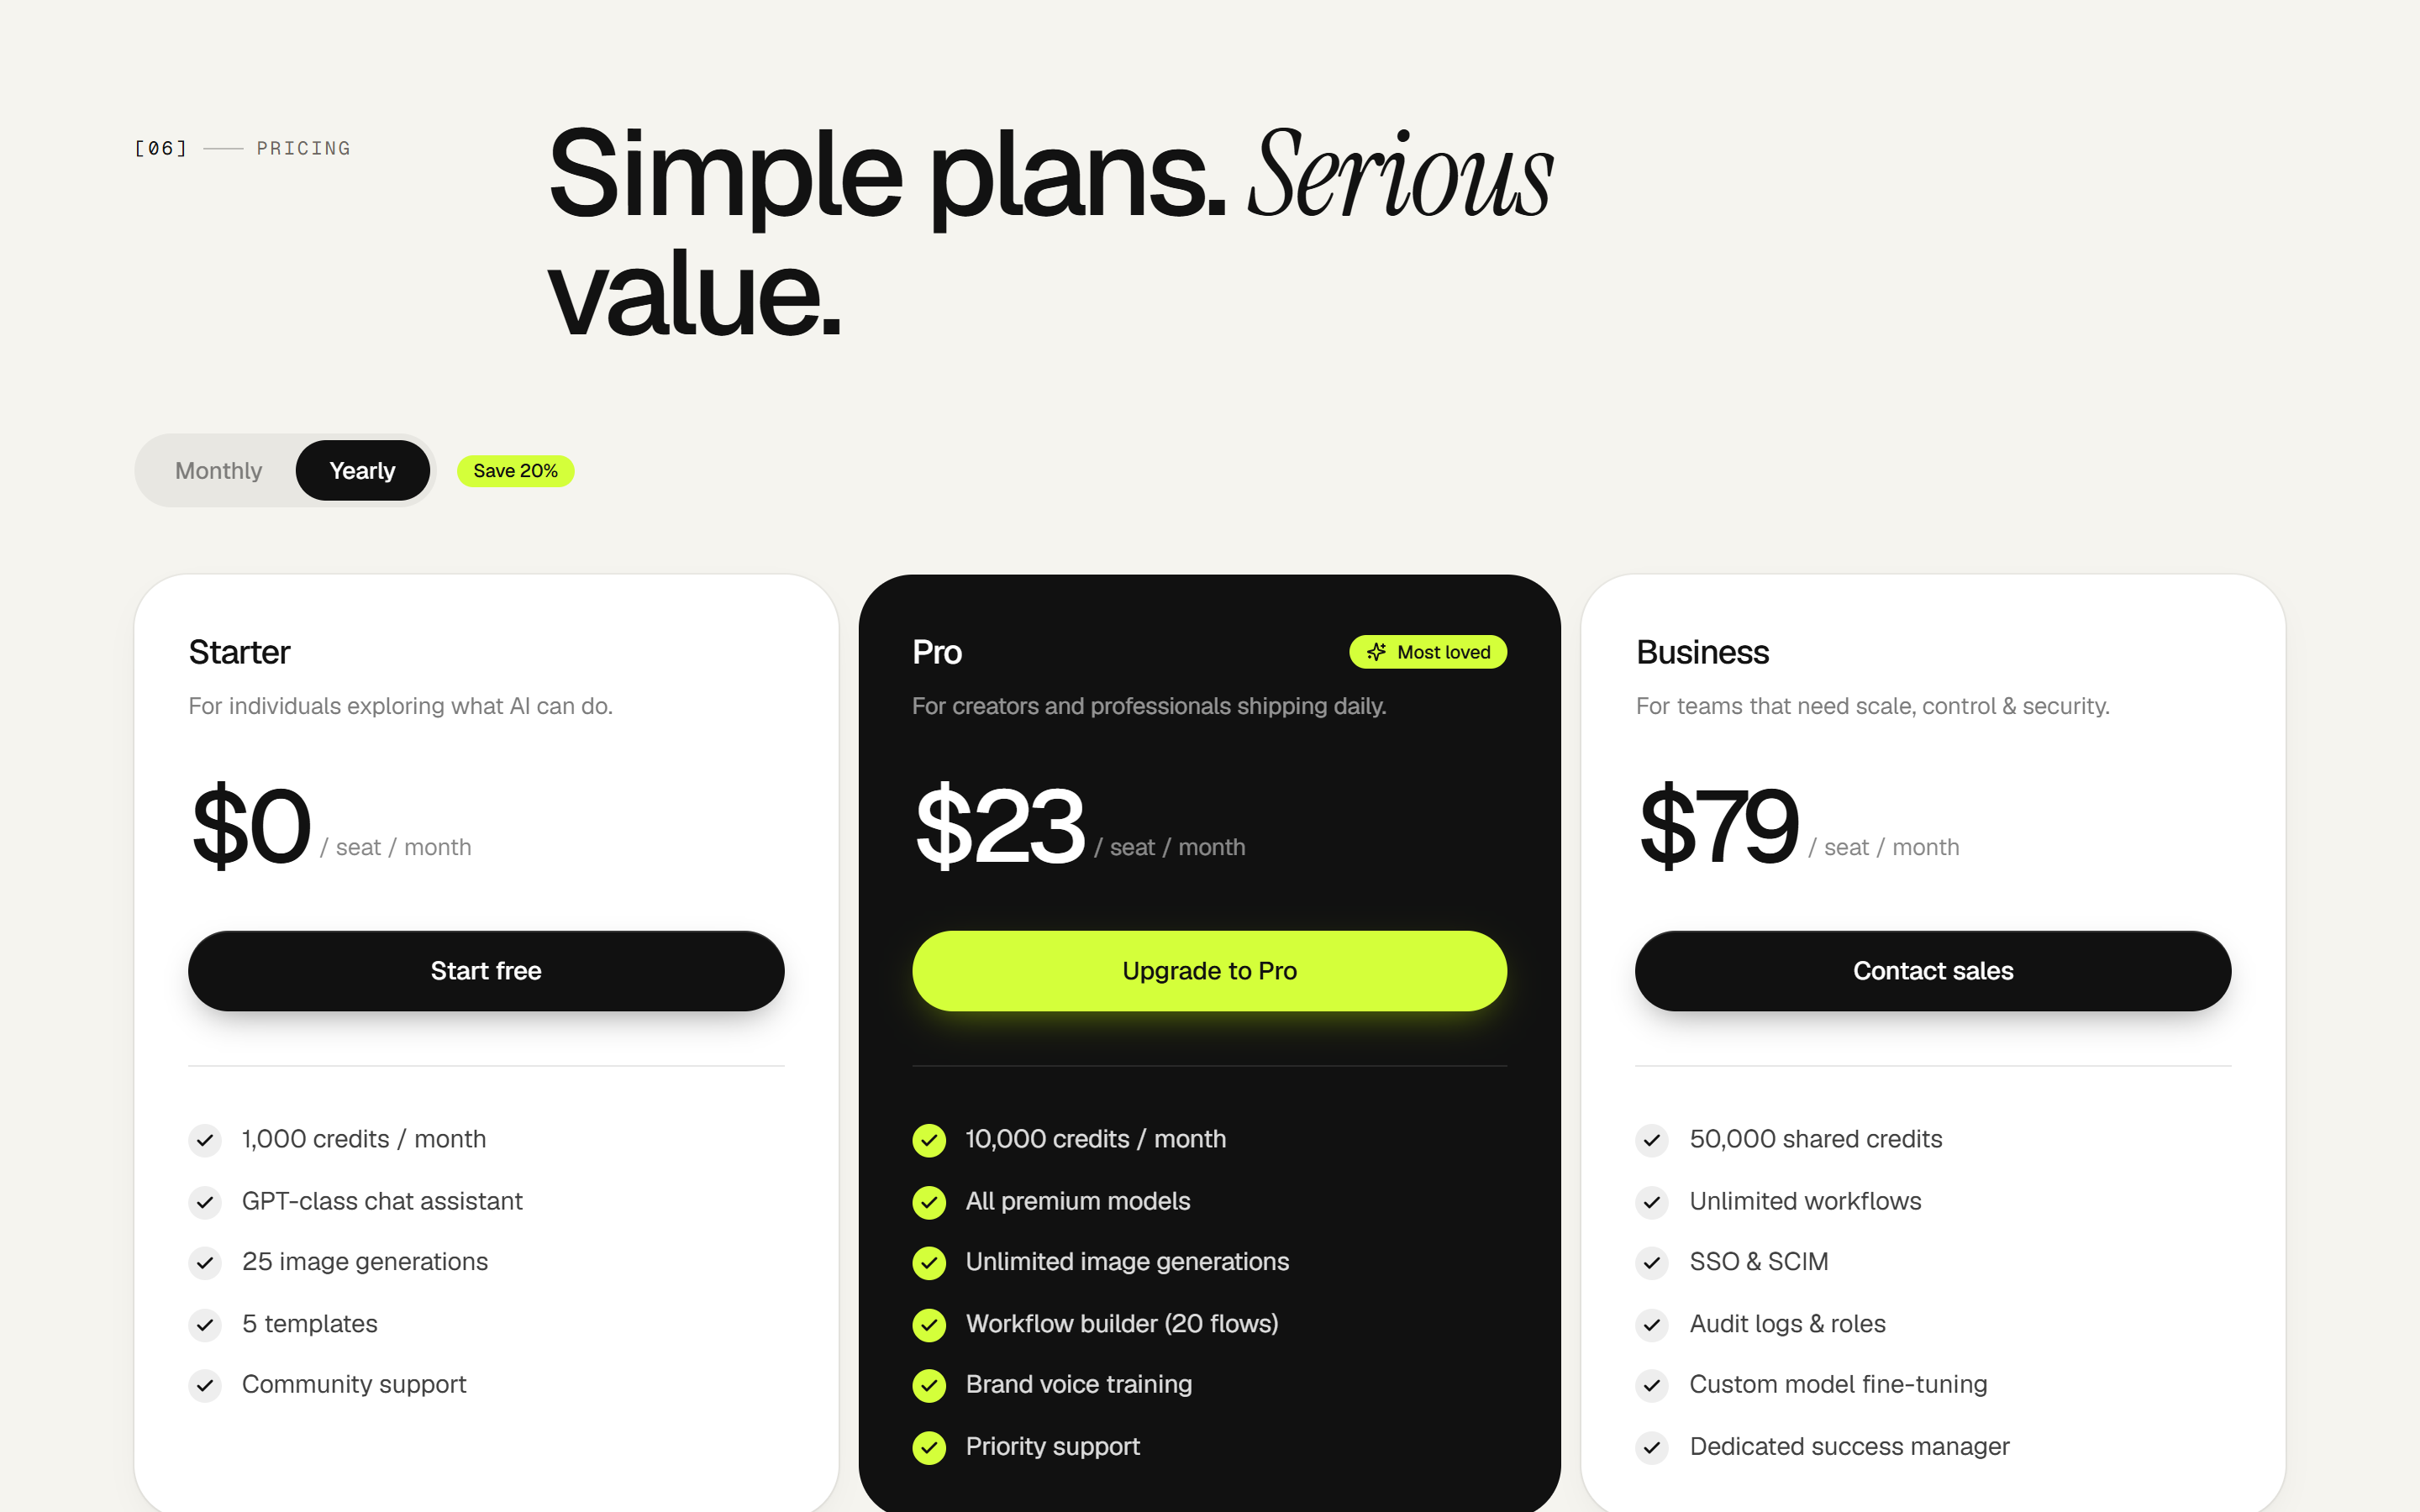 [06] PRICING
Simple plans. Serious
value.
Monthly Yearly Save 20%
Starter
For individuals exploring what AI can do.
$0 / seat / month
Start free
1,000 credits / month
GPT-class chat assistant
25 image generations
5 templates
Community support
Pro
Most loved
For creators and professionals shipping daily.
$23 / seat / month
Upgrade to Pro
10,000 credits / month
All premium models
Unlimited image generations
Workflow builder (20 flows)
Brand voice training
Priority support
Business
For teams that need scale, control & security.
$79 / seat / month
Contact sales
50,000 shared credits
Unlimited workflows
SSO & SCIM
Audit logs & roles
Custom model fine-tuning
Dedicated success manager